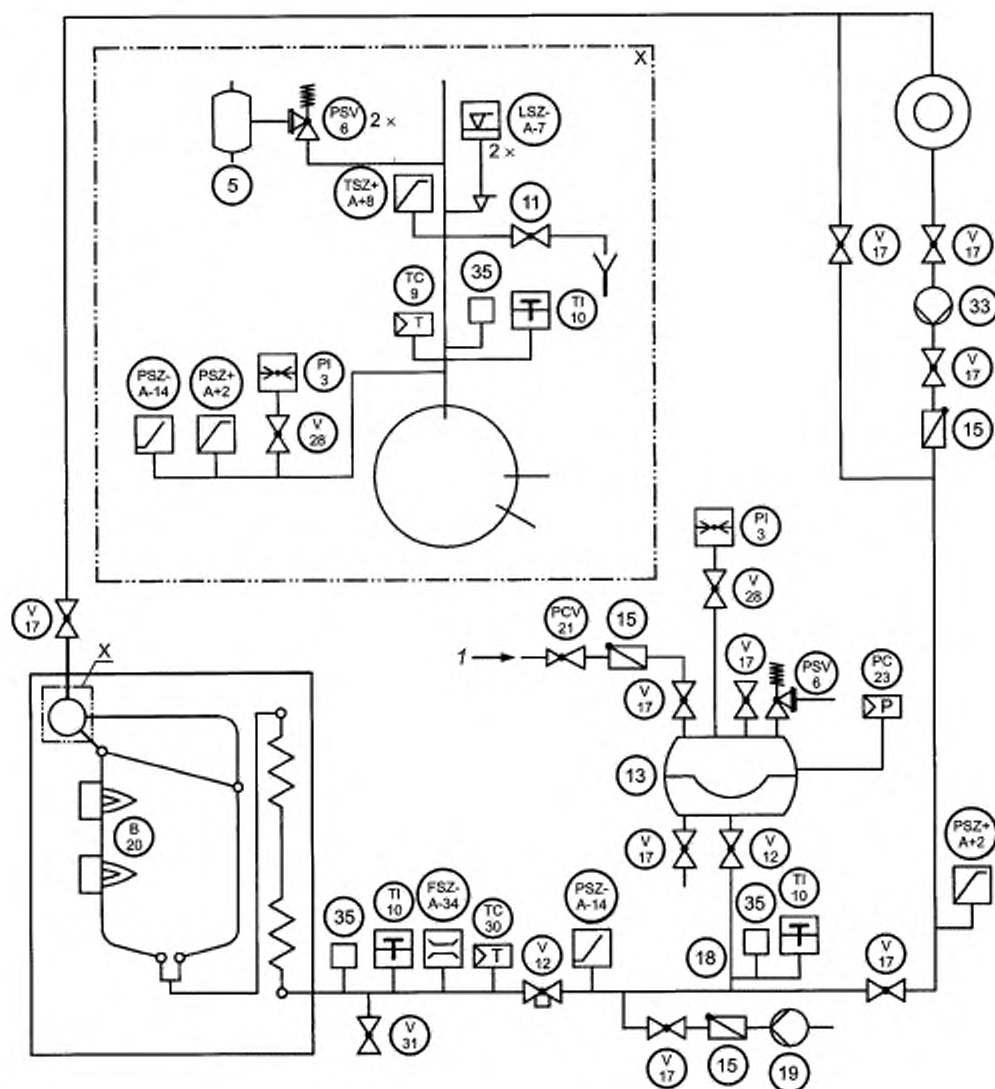 X
PSV
6
2 ×
LSZ-
A-7
2 ×
5
TSZ+
A+8
11
V
17
V
17
TC
9
35
TI
10
33
T
PSZ-
A-14
PSZ+
A+2
PI
3
V
28
V
17
15
PI
3
V
28
V
17
X
PCV
21
15
1
V
17
V
17
PSV
6
PC
23
P
13
B
20
V
17
V
12
PSZ+
A+2
35
TI
10
FSZ-
A-34
TC
30
T
V
12
PSZ-
A-14
18
35
TI
10
V
17
V
31
V
17
15
19